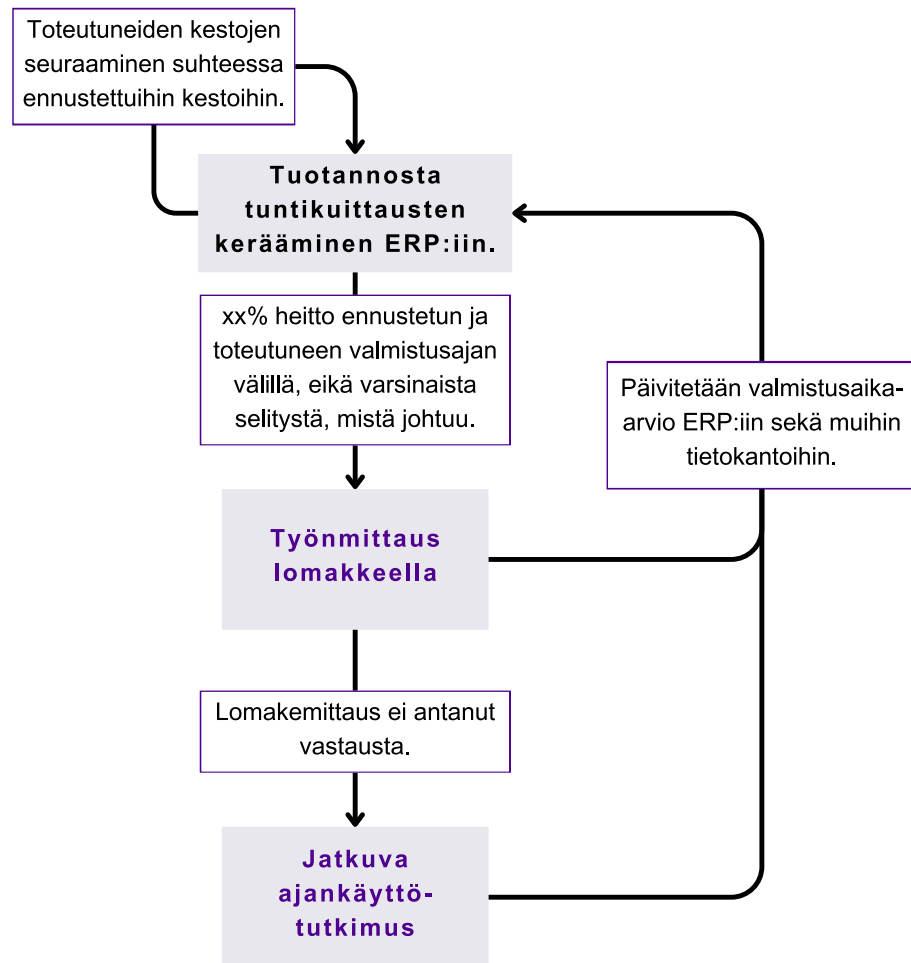 Toteutuneiden kestojen
seuraaminen suhteessa
ennustettuihin kestoihin.
Tuotannosta
tuntikuittausten
kerääminen ERP:iin.
xx% heitto ennustetun ja
toteutuneen valmistusajan
välillä, eikä varsinaista
selitystä, mistä johtuu.
Päivitetään valmistusaika-
arvio ERP:iin sekä muihin
tietokantoihin.
Työnmittaus
lomakkeella
Lomakemittaus ei antanut
vastausta.
Jatkuva
ajankäyttö-
tutkimus